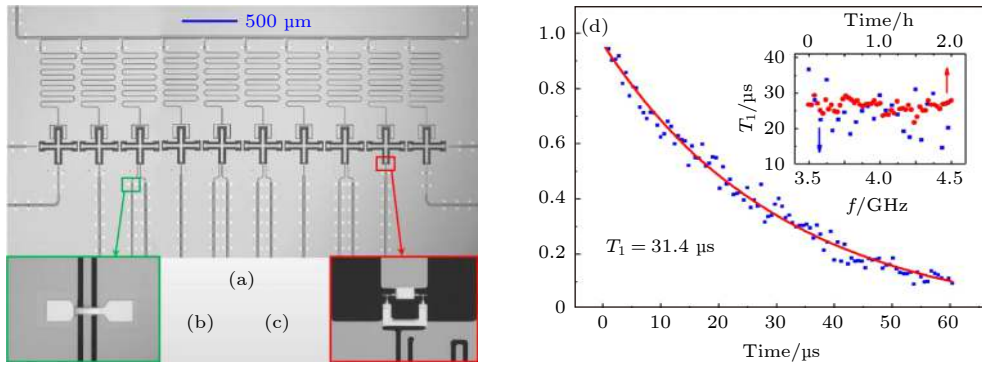 500 µm
(a)
(b) (c)
(d)
1.0
0.8
0.6
0.4
0.2
0
0 10 20 30 40 50 60
Time/µs
T₁ = 31.4 µs
Time/h
0 1.0 2.0
T₁/µs
40
30
20
10
3.5 4.0 4.5
f/GHz